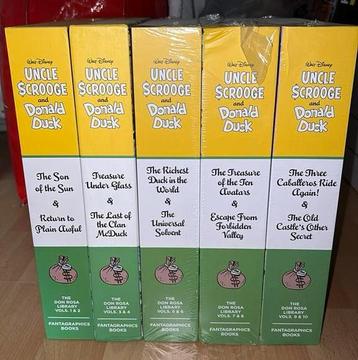 Walt Disney
UNCLE
$CROOGE
and
Donald
Duck
The Son
of the
Sun
&
Return to
Plain Awful
THE
DON ROSA
LIBRARY
VOLS. 1 & 2
FANTAGRAPHICS
BOOKS
Walt Disney
UNCLE
$CROOGE
and
Donald
Duck
Treasure
Under Glass
&
The Last of
the Clan
McDuck
THE
DON ROSA
LIBRARY
VOLS. 3 & 4
FANTAGRAPHICS
BOOKS
Walt Disney
UNCLE
$CROOGE
and
Donald
Duck
The Richest
Duck in the
World
&
The
Universal
Solvent
THE
DON ROSA
LIBRARY
VOLS. 5 & 6
FANTAGRAPHICS
BOOKS
Walt Disney
UNCLE
$CROOGE
and
Donald
Duck
The Treasure
of the Ten
Avatars
&
Escape From
Forbidden
Valley
THE
DON ROSA
LIBRARY
VOLS. 7 & 8
FANTAGRAPHICS
BOOKS
Walt Disney
UNCLE
$CROOGE
and
Donald
Duck
The Three
Caballeros Ride
Again!
&
The Old
Castle's Other
Secret
THE
DON ROSA
LIBRARY
VOLS. 9 & 10
FANTAGRAPHICS
BOOKS